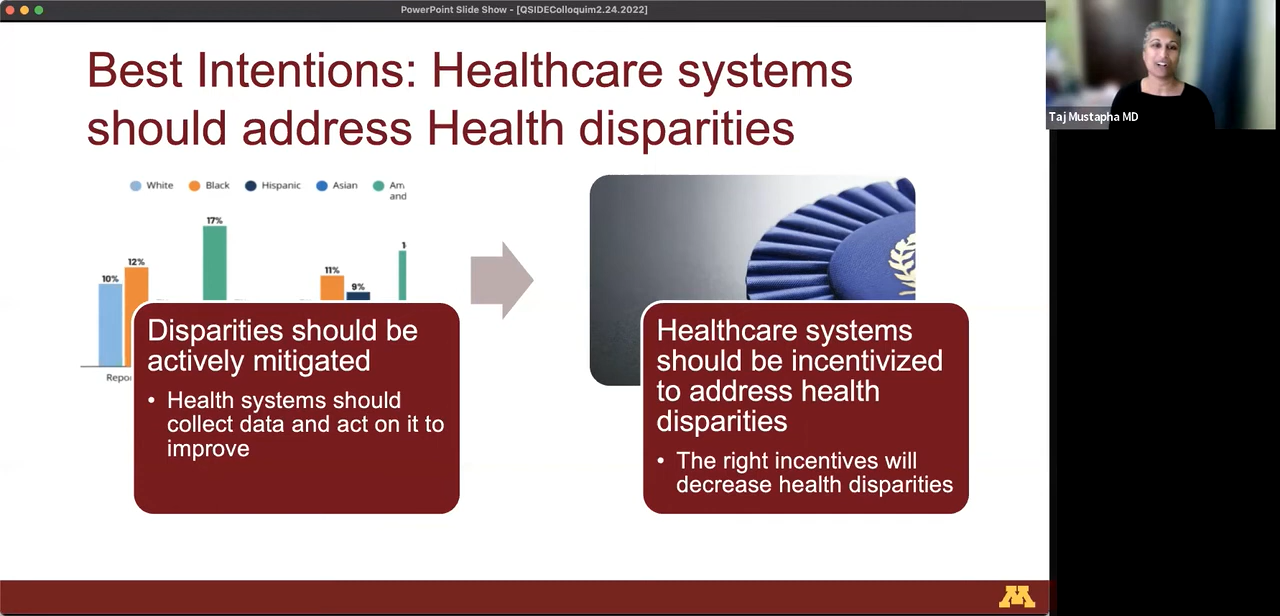 PowerPoint Slide Show - [QSIDEColloquim2.24.2022]
Best Intentions: Healthcare systems
should address Health disparities
Taj Mustapha MD
White Black Hispanic Asian Am
and
17%
12%
10%
11%
9%
1
Repo
Disparities should be
actively mitigated
• Health systems should
collect data and act on it to
improve
Healthcare systems
should be incentivized
to address health
disparities
• The right incentives will
decrease health disparities
M